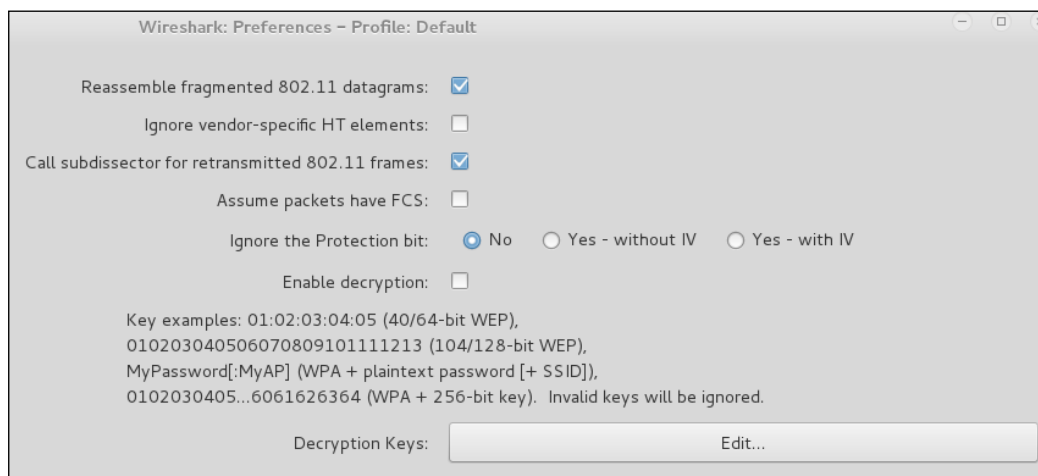 Wireshark: Preferences – Profile: Default
Reassemble fragmented 802.11 datagrams:
Ignore vendor-specific HT elements:
Call subdissector for retransmitted 802.11 frames:
Assume packets have FCS:
Ignore the Protection bit: No Yes - without IV Yes - with IV
Enable decryption:
Key examples: 01:02:03:04:05 (40/64-bit WEP),
010203040506070809101111213 (104/128-bit WEP),
MyPassword[:MyAP] (WPA + plaintext password [+ SSID]),
0102030405...6061626364 (WPA + 256-bit key). Invalid keys will be ignored.
Decryption Keys: Edit...